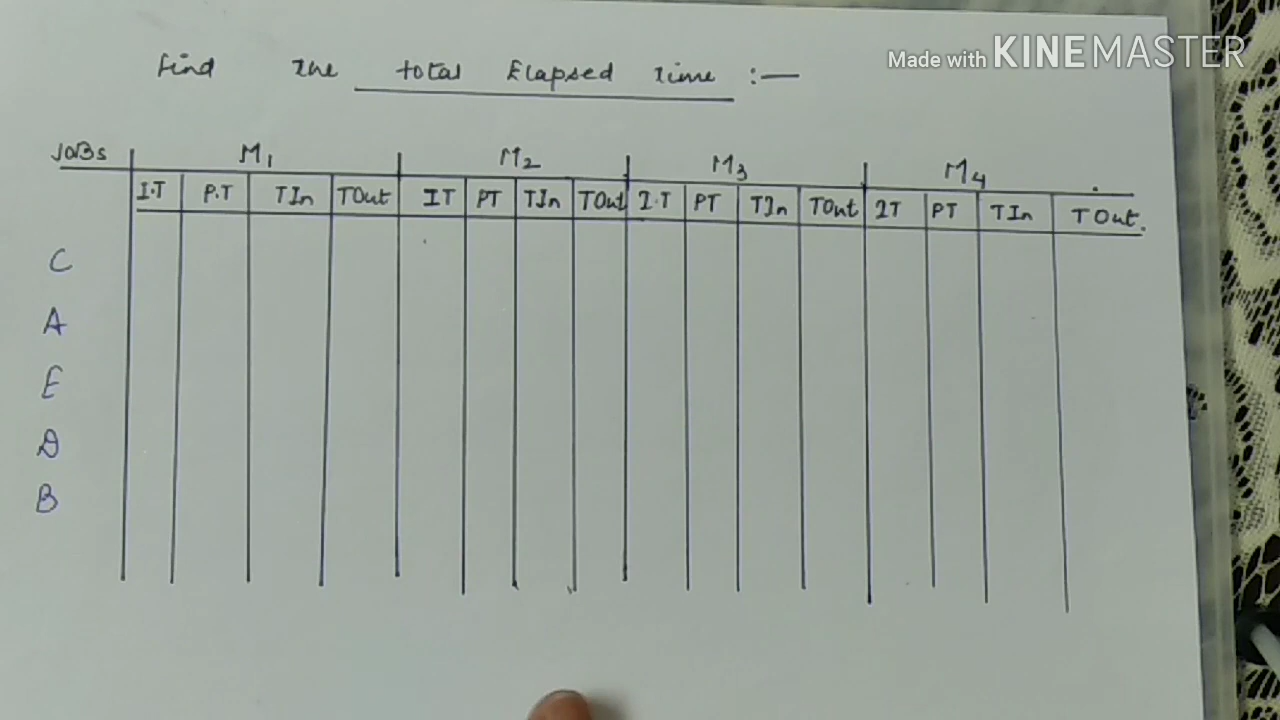 Made with KINEMASTER
Find the total Elapsed time :—
JOBs M1 M2 M3 M4
I.T P.T TIn TOut IT PT TIn TOut I.T PT TIn TOut IT PT TIn TOut.
C
A
E
D
B